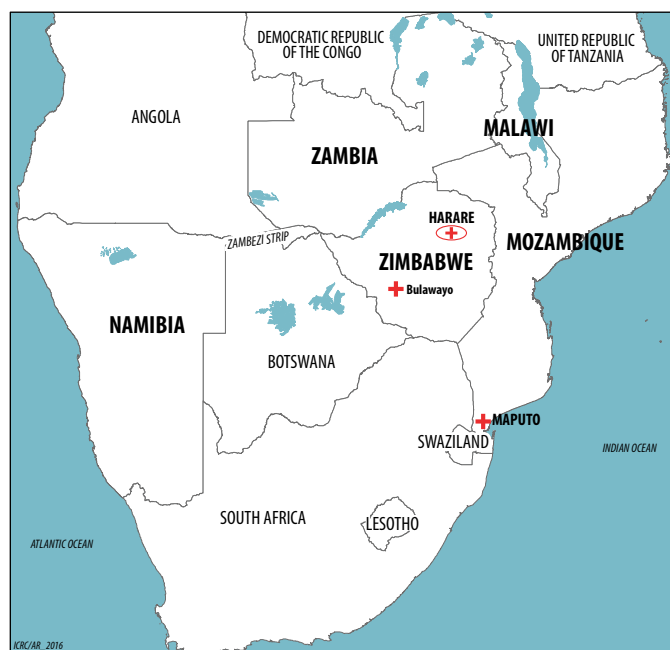 DEMOCRATIC REPUBLIC
OF THE CONGO
UNITED REPUBLIC
OF TANZANIA
ANGOLA
MALAWI
ZAMBIA
HARARE
ZAMBEZI STRIP
MOZAMBIQUE
ZIMBABWE
Bulawayo
NAMIBIA
BOTSWANA
MAPUTO
SWAZILAND
INDIAN OCEAN
SOUTH AFRICA
LESOTHO
ATLANTIC OCEAN
ICRC/AR_2016